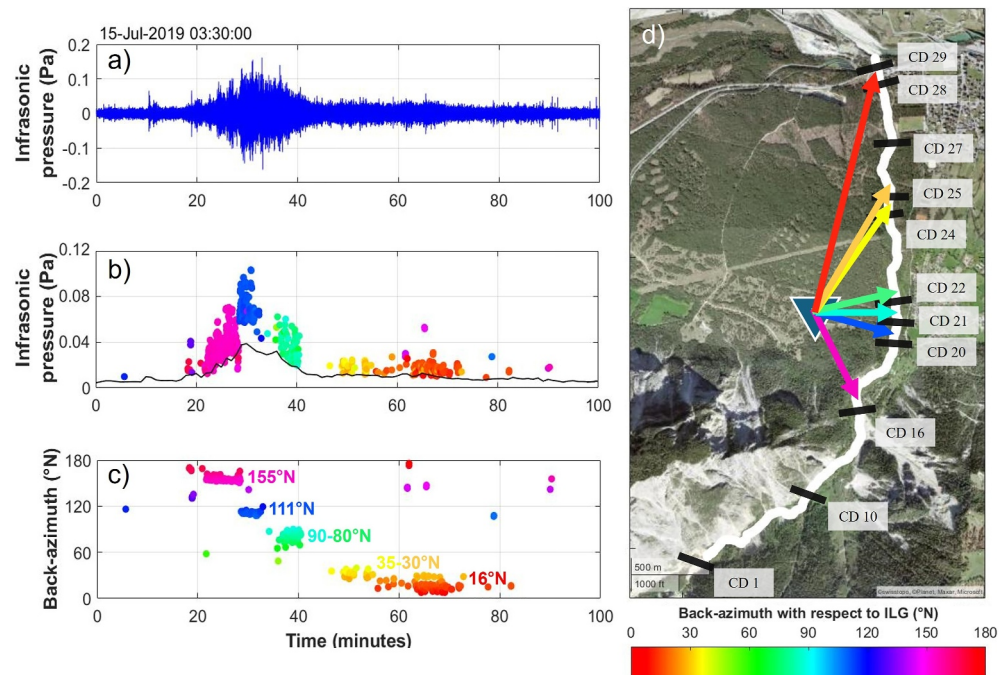 15-Jul-2019 03:30:00
a)
Infrasonic
pressure (Pa)
0.2
0.1
0
-0.1
-0.2
0 20 40 60 80 100
b)
Infrasonic
pressure (Pa)
0.12
0.08
0.04
0
0 20 40 60 80 100
c)
Back-azimuth (°N)
180
120
60
0
155°N
111°N
90-80°N
35-30°N
16°N
0 20 40 60 80 100
Time (minutes)
d)
CD 29
CD 28
CD 27
CD 25
CD 24
CD 22
CD 21
CD 20
CD 16
CD 10
CD 1
500 m
1000 ft
©swisstopo, ©Planet, Maxar, Microsoft
Back-azimuth with respect to ILG (°N)
0 30 60 90 120 150 180